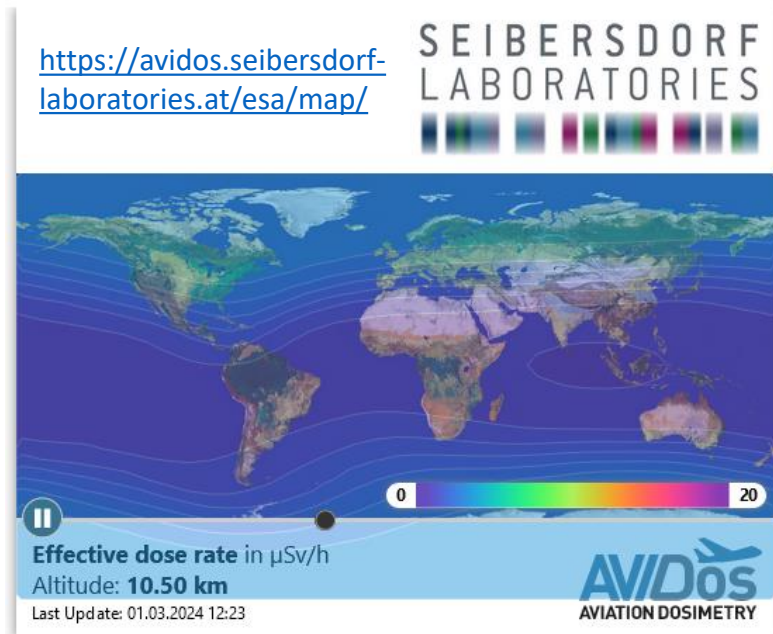 https://avidos.seibersdorf-
laboratories.at/esa/map/
SEIBERSDORF
LABORATORIES
0
20
Effective dose rate in µSv/h
Altitude: 10.50 km
Last Update: 01.03.2024 12:23
AVIDOS
AVIATION DOSIMETRY